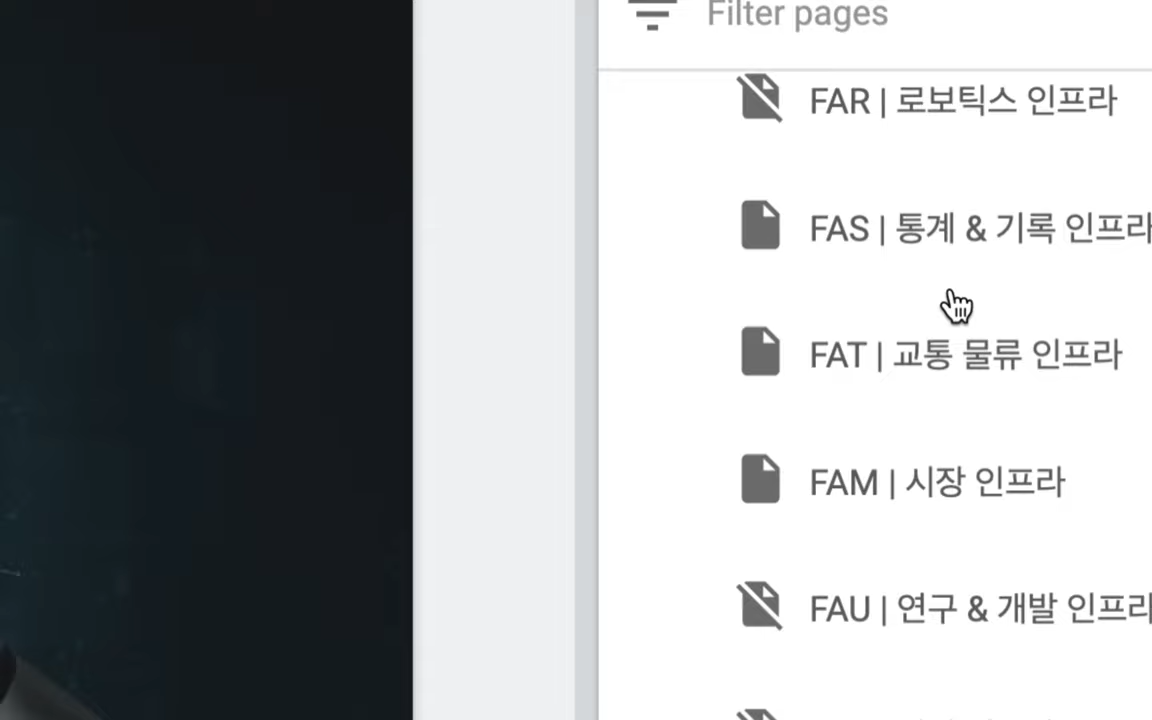 Filter pages
FAR | 로보틱스 인프라
FAS | 통계 & 기록 인프라
FAT | 교통 물류 인프라
FAM | 시장 인프라
FAU | 연구 & 개발 인프라